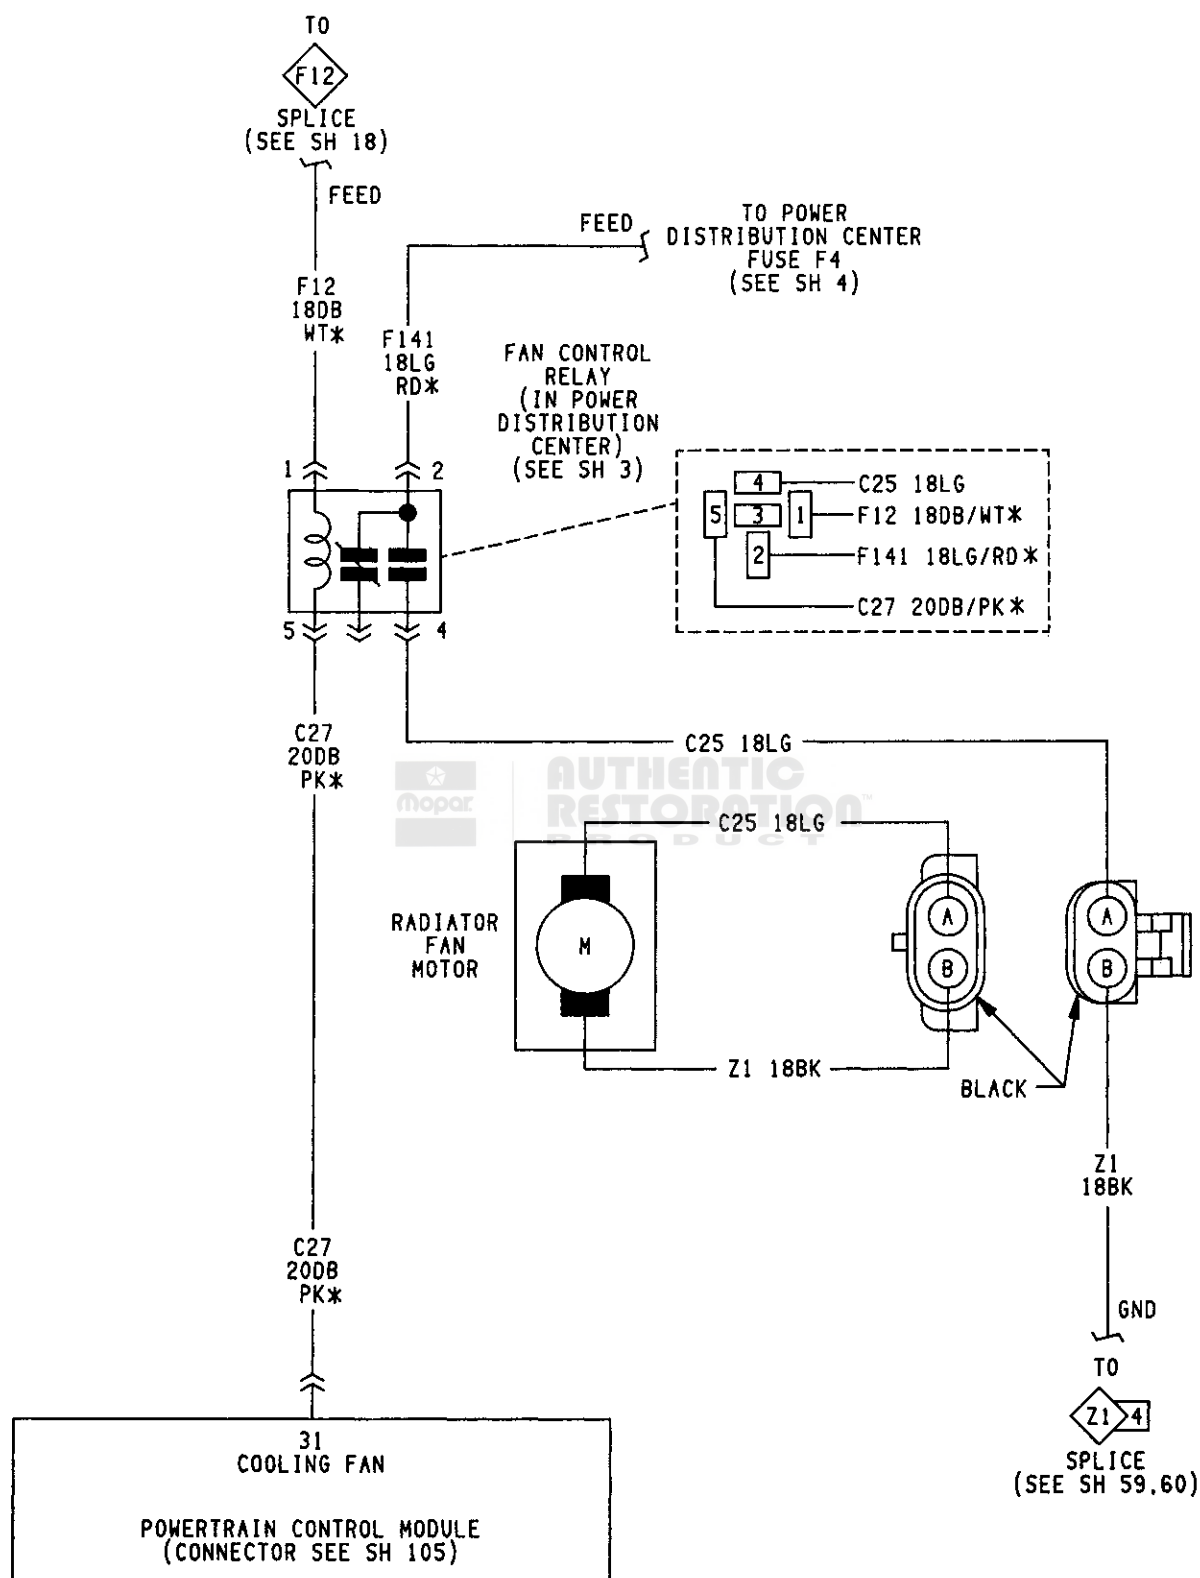 TO
F12
SPLICE
(SEE SH 18)
FEED
FEED
TO POWER
DISTRIBUTION CENTER
FUSE F4
(SEE SH 4)
F12
18DB
WT*
F141
18LG
RD*
FAN CONTROL
RELAY
(IN POWER
DISTRIBUTION
CENTER)
(SEE SH 3)
1
2
4
C25 18LG
5
3
1
F12 18DB/WT*
2
F141 18LG/RD*
C27 20DB/PK*
5
4
C27
20DB
PK*
C25 18LG
Mopar
AUTHENTIC
RESTORATION™
PRODUCT
C25 18LG
RADIATOR
FAN
MOTOR
M
A
B
A
B
Z1 18BK
BLACK
Z1
18BK
C27
20DB
PK*
GND
TO
Z1 4
SPLICE
(SEE SH 59,60)
31
COOLING FAN
POWERTRAIN CONTROL MODULE
(CONNECTOR SEE SH 105)